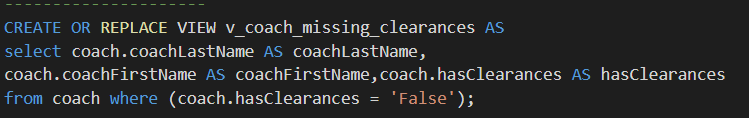 ---------------------
CREATE OR REPLACE VIEW v_coach_missing_clearances AS
select coach.coachLastName AS coachLastName,
coach.coachFirstName AS coachFirstName,coach.hasClearances AS hasClearances
from coach where (coach.hasClearances = 'False');